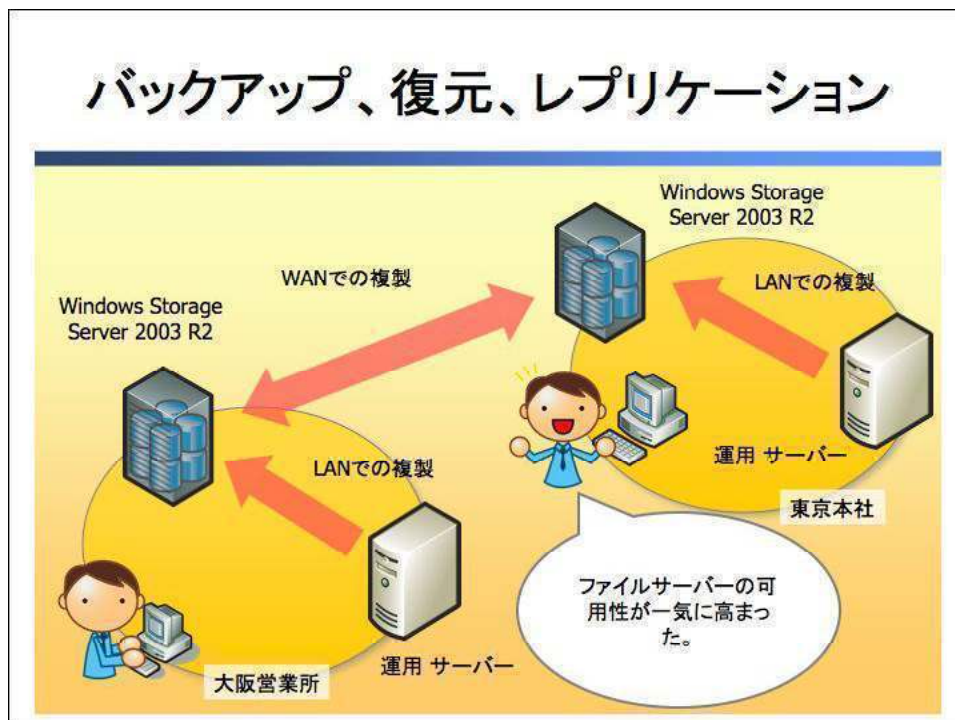 バックアップ、復元、レプリケーション
Windows Storage
Server 2003 R2
WANでの複製
LANでの複製
Windows Storage
Server 2003 R2
LANでの複製
運用 サーバー
東京本社
ファイルサーバーの可
用性が一気に高まっ
た。
運用 サーバー
大阪営業所